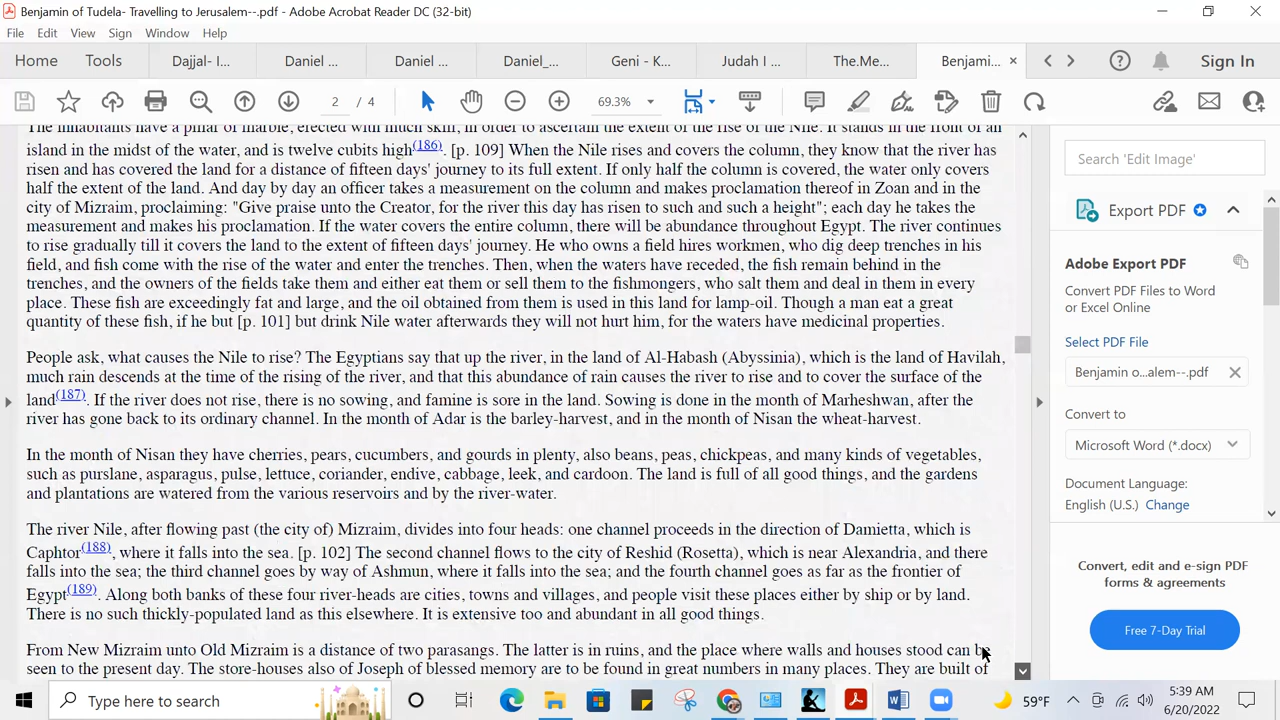 Benjamin of Tudela- Travelling to Jerusalem--.pdf - Adobe Acrobat Reader DC (32-bit)
File Edit View Sign Window Help
Home Tools Dajjal- I... Daniel ... Daniel ... Daniel_... Geni - K... Judah I ... The.Me... Benjami... Sign In
2 / 4 69.3%
The inhabitants have a pillar of marble, erected with much skill, in order to ascertain the extent of the rise of the Nile. It stands in the front of an
island in the midst of the water, and is twelve cubits high(186). [p. 109] When the Nile rises and covers the column, they know that the river has
risen and has covered the land for a distance of fifteen days' journey to its full extent. If only half the column is covered, the water only covers
half the extent of the land. And day by day an officer takes a measurement on the column and makes proclamation thereof in Zoan and in the
city of Mizraim, proclaiming: "Give praise unto the Creator, for the river this day has risen to such and such a height"; each day he takes the
measurement and makes his proclamation. If the water covers the entire column, there will be abundance throughout Egypt. The river continues
to rise gradually till it covers the land to the extent of fifteen days' journey. He who owns a field hires workmen, who dig deep trenches in his
field, and fish come with the rise of the water and enter the trenches. Then, when the waters have receded, the fish remain behind in the
trenches, and the owners of the fields take them and either eat them or sell them to the fishmongers, who salt them and deal in them in every
place. These fish are exceedingly fat and large, and the oil obtained from them is used in this land for lamp-oil. Though a man eat a great
quantity of these fish, if he but [p. 101] but drink Nile water afterwards they will not hurt him, for the waters have medicinal properties.
People ask, what causes the Nile to rise? The Egyptians say that up the river, in the land of Al-Habash (Abyssinia), which is the land of Havilah,
much rain descends at the time of the rising of the river, and that this abundance of rain causes the river to rise and to cover the surface of the
land(187). If the river does not rise, there is no sowing, and famine is sore in the land. Sowing is done in the month of Marheshwan, after the
river has gone back to its ordinary channel. In the month of Adar is the barley-harvest, and in the month of Nisan the wheat-harvest.
In the month of Nisan they have cherries, pears, cucumbers, and gourds in plenty, also beans, peas, chickpeas, and many kinds of vegetables,
such as purslane, asparagus, pulse, lettuce, coriander, endive, cabbage, leek, and cardoon. The land is full of all good things, and the gardens
and plantations are watered from the various reservoirs and by the river-water.
The river Nile, after flowing past (the city of) Mizraim, divides into four heads: one channel proceeds in the direction of Damietta, which is
Caphtor(188), where it falls into the sea. [p. 102] The second channel flows to the city of Reshid (Rosetta), which is near Alexandria, and there
falls into the sea; the third channel goes by way of Ashmun, where it falls into the sea; and the fourth channel goes as far as the frontier of
Egypt(189). Along both banks of these four river-heads are cities, towns and villages, and people visit these places either by ship or by land.
There is no such thickly-populated land as this elsewhere. It is extensive too and abundant in all good things.
From New Mizraim unto Old Mizraim is a distance of two parasangs. The latter is in ruins, and the place where walls and houses stood can be
seen to the present day. The store-houses also of Joseph of blessed memory are to be found in great numbers in many places. They are built of
Search 'Edit Image'
Export PDF
Adobe Export PDF
Convert PDF Files to Word
or Excel Online
Select PDF File
Benjamin o...alem--.pdf
Convert to
Microsoft Word (*.docx)
Document Language:
English (U.S.) Change
Convert, edit and e-sign PDF
forms & agreements
Free 7-Day Trial
Type here to search
59°F
5:39 AM
6/20/2022